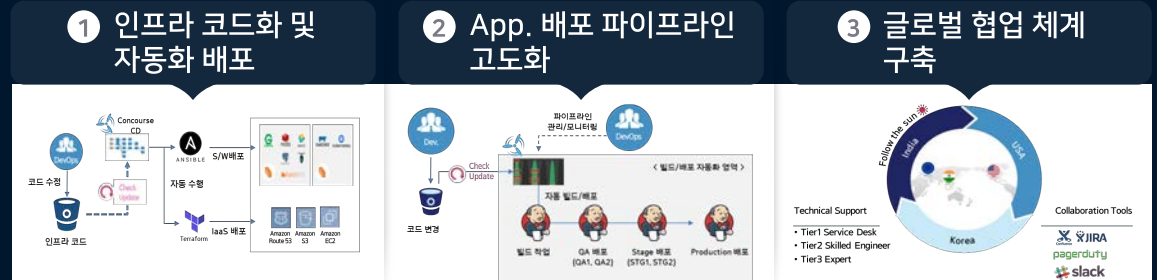 1 인프라 코드화 및
자동화 배포
Concourse
CD
DevOps
코드 수정
인프라 코드
Check
Update
ANSIBLE
S/W배포
자동 수행
Terraform
IaaS 배포
Amazon
Route 53
Amazon
S3
Amazon
EC2
2 App. 배포 파이프라인
고도화
Dev.
코드 변경
Check
Update
파이프라인
관리/모니터링
DevOps
< 빌드/배포 자동화 영역 >
자동 빌드/배포
빌드 작업
QA 배포
(QA1, QA2)
Stage 배포
(STG1, STG2)
Production 배포
3 글로벌 협업 체계
구축
Follow the sun
India
USA
Korea
Technical Support
• Tier1 Service Desk
• Tier2 Skilled Engineer
• Tier3 Expert
Collaboration Tools
Confluence
JIRA
pagerduty
slack